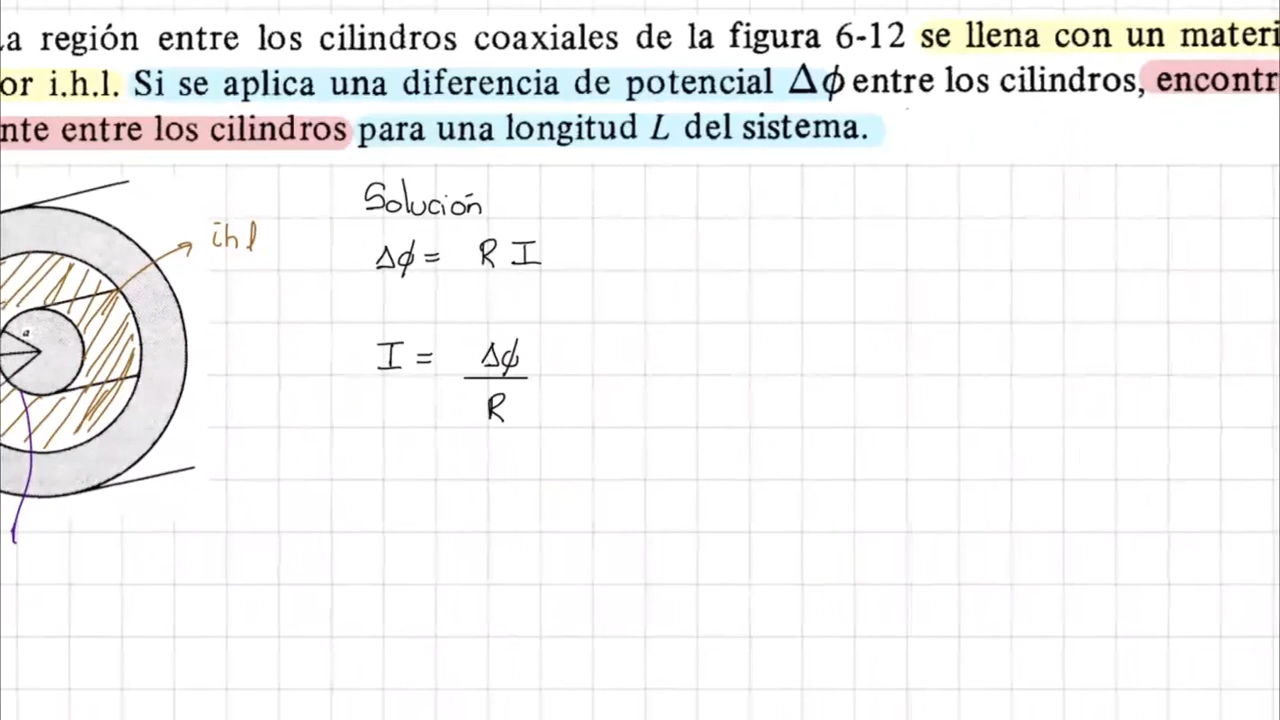 a región entre los cilindros coaxiales de la figura 6-12 se llena con un materi
or i.h.l. Si se aplica una diferencia de potencial Δϕ entre los cilindros, encontr
nte entre los cilindros para una longitud L del sistema.
Solución
ihl
Δϕ = R I
a
I = Δϕ
R